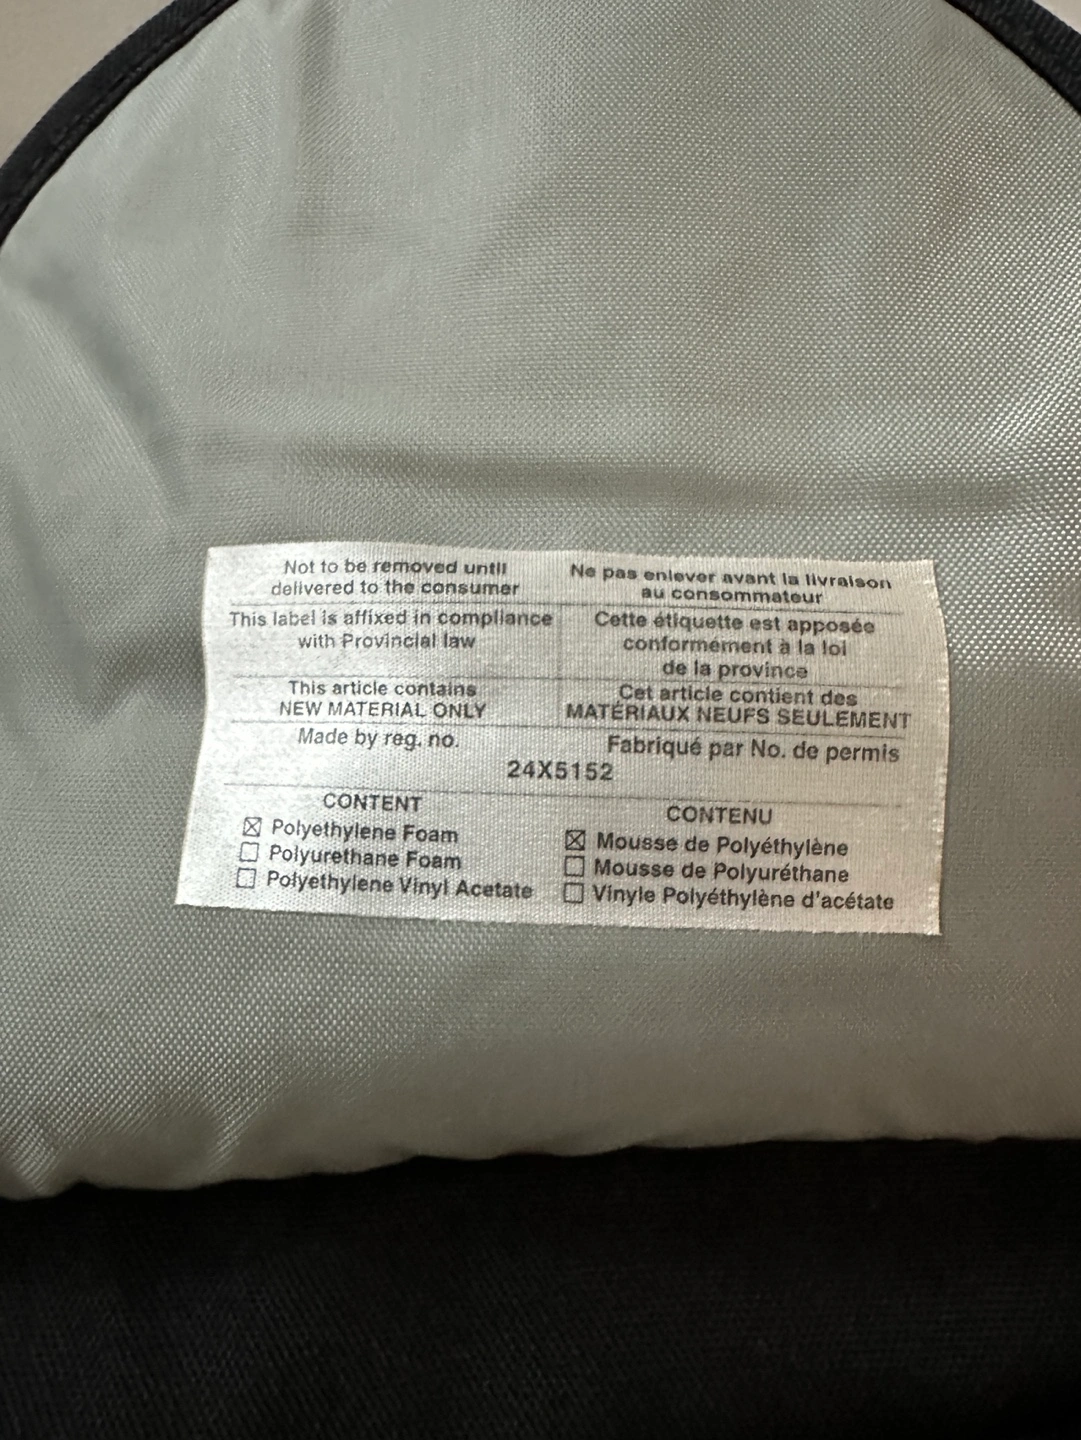 Not to be removed until
delivered to the consumer
Ne pas enlever avant la livraison
au consommateur
This label is affixed in compliance
with Provincial law
Cette étiquette est apposée
conformément à la loi
de la province
This article contains
NEW MATERIAL ONLY
Cet article contient des
MATÉRIAUX NEUFS SEULEMENT
Made by reg. no.
Fabriqué par No. de permis
24X5152
CONTENT
☒ Polyethylene Foam
☐ Polyurethane Foam
☐ Polyethylene Vinyl Acetate
CONTENU
☒ Mousse de Polyéthylène
☐ Mousse de Polyuréthane
☐ Vinyle Polyéthylène d'acétate